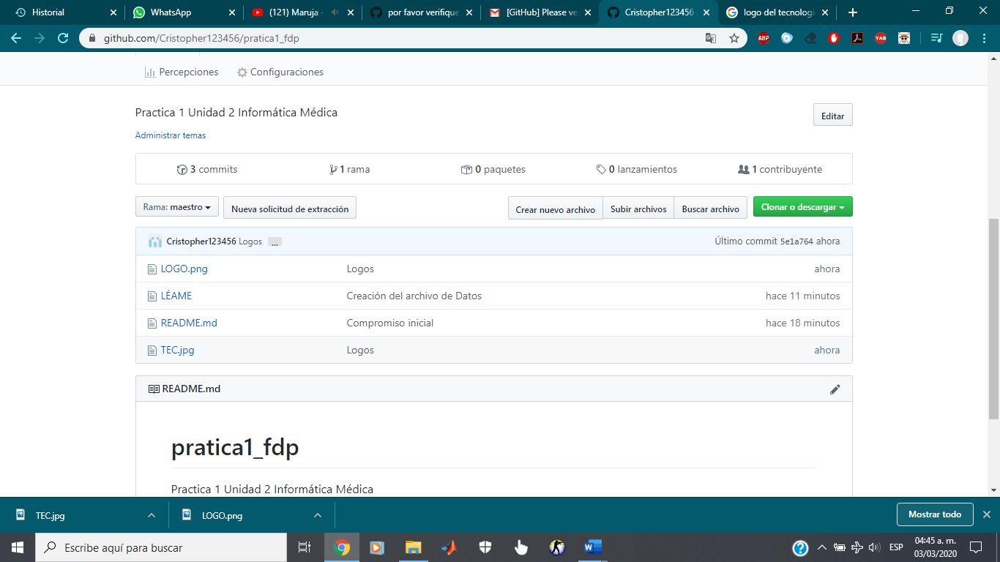 Historial
WhatsApp
(121) Maruja -
por favor verifique
[GitHub] Please ve
Cristopher123456
logo del tecnologi
github.com/Cristopher123456/pratica1_fdp
ABP
YAB
Percepciones
Configuraciones
Practica 1 Unidad 2 Informática Médica
Editar
Administrar temas
3 commits
1 rama
0 paquetes
0 lanzamientos
1 contribuyente
Rama: maestro
Nueva solicitud de extracción
Crear nuevo archivo
Subir archivos
Buscar archivo
Clonar o descargar
Cristopher123456 Logos ...
Último commit 5e1a764 ahora
LOGO.png Logos ahora
LÉAME Creación del archivo de Datos hace 11 minutos
README.md Compromiso inicial hace 18 minutos
TEC.jpg Logos ahora
README.md
pratica1_fdp
Practica 1 Unidad 2 Informática Médica
TEC.jpg
LOGO.png
Mostrar todo
Escribe aquí para buscar
ESP
04:45 a. m.
03/03/2020